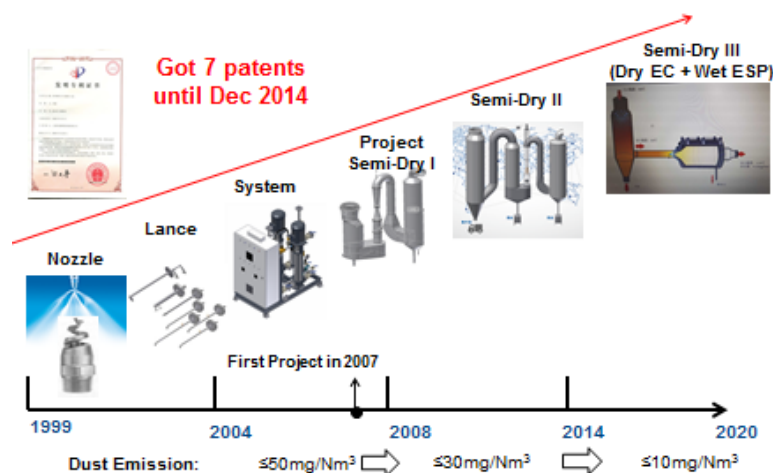 Got 7 patents
until Dec 2014
Semi-Dry III
(Dry EC + Wet ESP)
Semi-Dry II
Project
Semi-Dry I
System
Lance
Nozzle
First Project in 2007
1999
2004
2008
2014
2020
Dust Emission: ≤50mg/Nm³ ≤30mg/Nm³ ≤10mg/Nm³